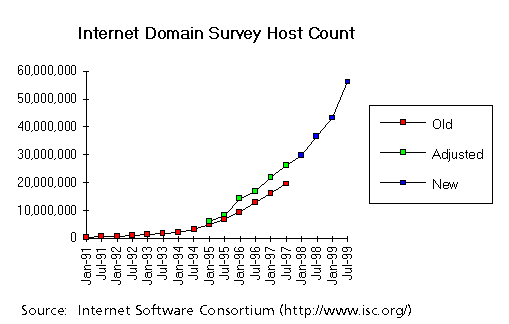 Internet Domain Survey Host Count
60,000,000
50,000,000
40,000,000
30,000,000
20,000,000
10,000,000
0
Jan-91
Jul-91
Jan-92
Jul-92
Jan-93
Jul-93
Jan-94
Jul-94
Jan-95
Jul-95
Jan-96
Jul-96
Jan-97
Jul-97
Jan-98
Jul-98
Jan-99
Jul-99
Old
Adjusted
New
Source: Internet Software Consortium (http://www.isc.org/)